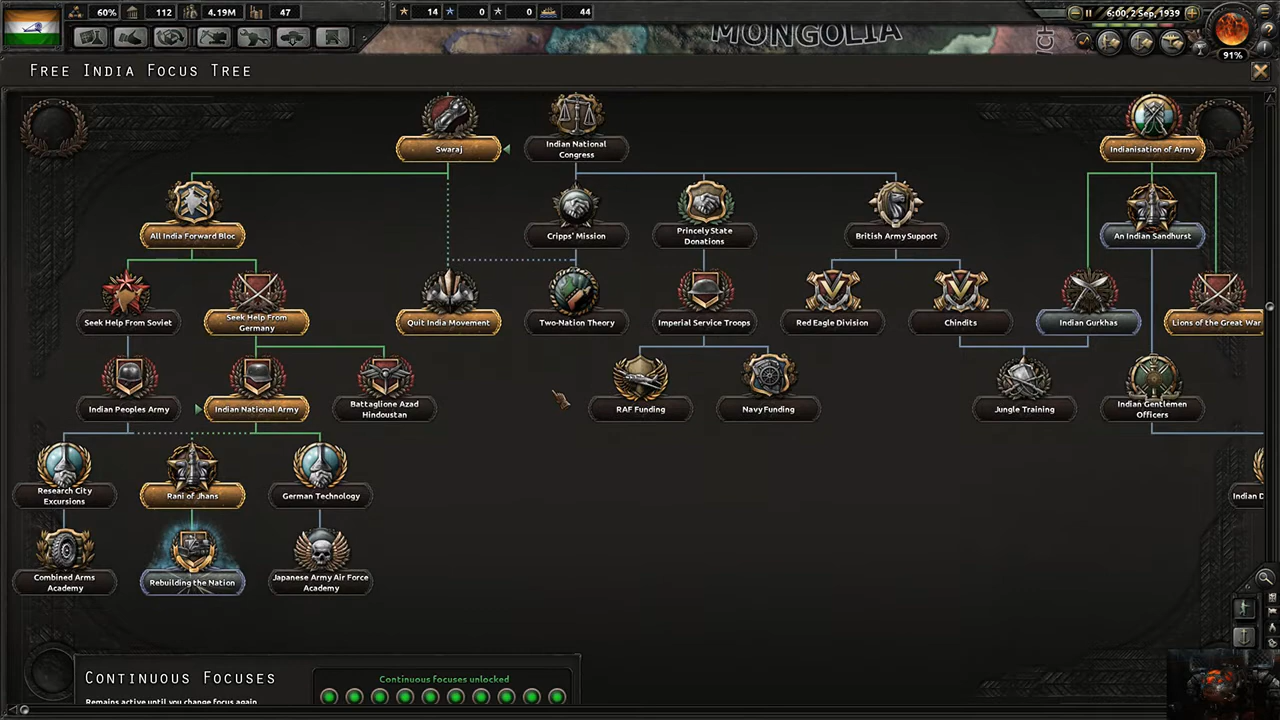 60%
112
4.19M
47
14
0
0
44
6:00, 2 Sep, 1939
91%
MONGOLIA
FREE INDIA FOCUS TREE
Swaraj
Indian National
Congress
Indianisation of Army
All India Forward Bloc
Cripps' Mission
Princely State
Donations
British Army Support
An Indian Sandhurst
Seek Help From Soviet
Seek Help From
Germany
Quit India Movement
Two-Nation Theory
Imperial Service Troops
Red Eagle Division
Chindits
Indian Gurkhas
Lions of the Great War
Indian Peoples Army
Indian National Army
Battaglione Azad
Hindoustan
RAF Funding
Navy Funding
Jungle Training
Indian Gentlemen
Officers
Research City
Excursions
Rani of Jhans
German Technology
Indian D
Combined Arms
Academy
Rebuilding the Nation
Japanese Army Air Force
Academy
CONTINUOUS FOCUSES
Continuous focuses unlocked
Remains active until you change focus again